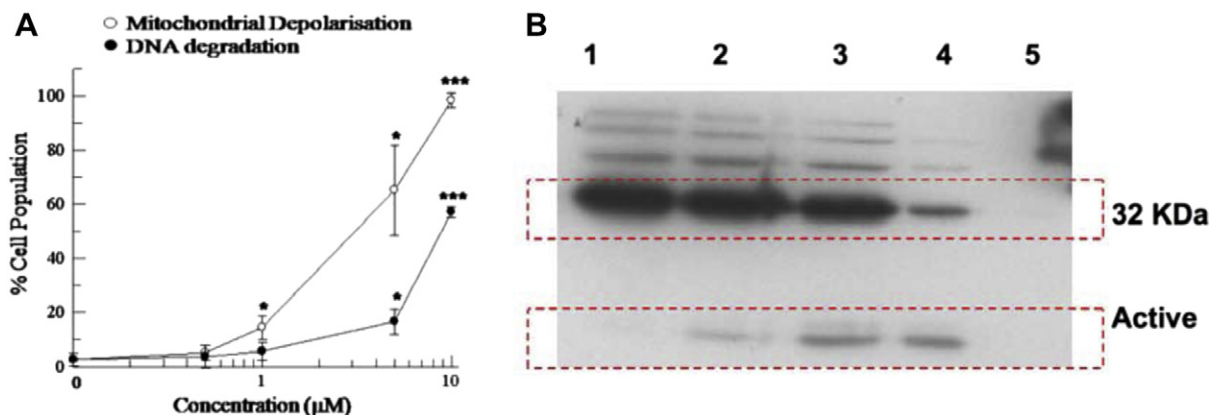 A
○ Mitochondrial Depolarisation
● DNA degradation
***
*
***
*
*
100
80
60
40
20
0
% Cell Population
0 1 10
Concentration (μM)
B
1 2 3 4 5
32 KDa
Active